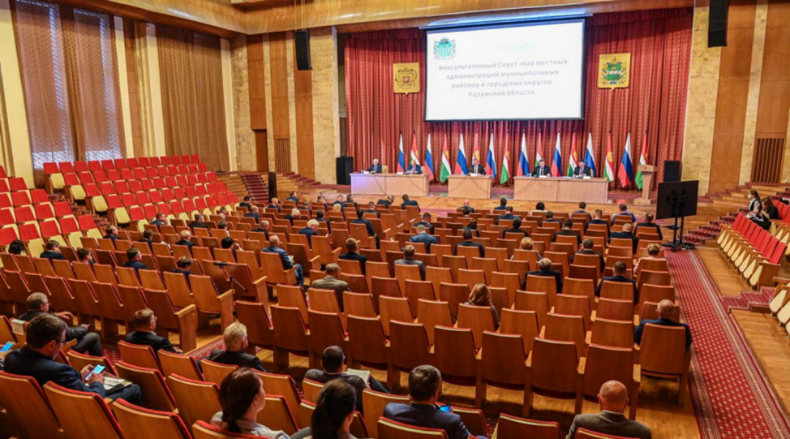 Консультативный Совет глав местных
администраций муниципальных
районов и городских округов
Калужской области